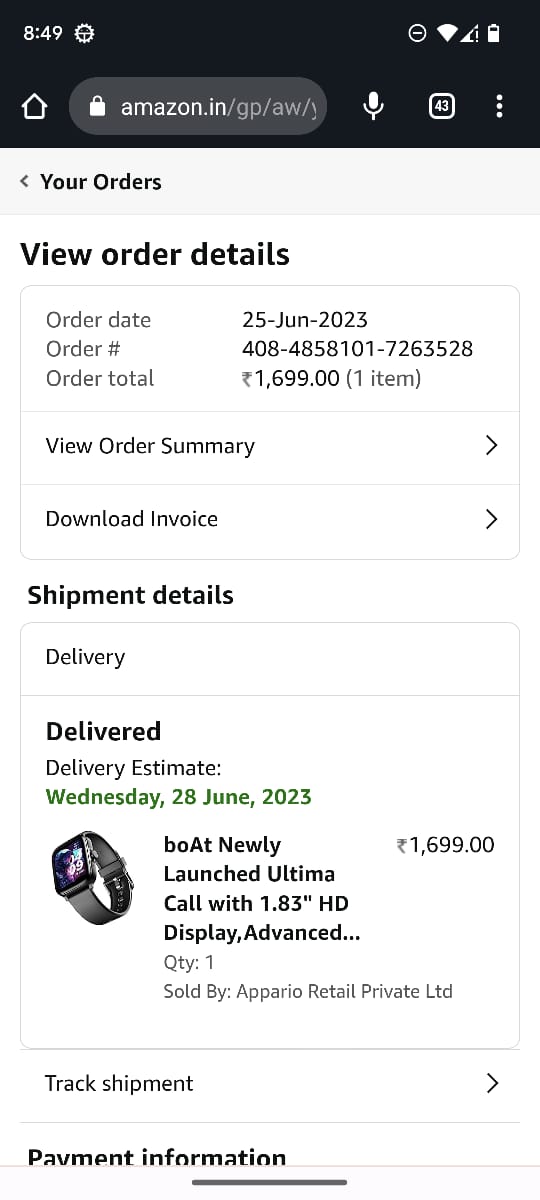 8:49
amazon.in/gp/aw/y
43
Your Orders
View order details
Order date 25-Jun-2023
Order # 408-4858101-7263528
Order total ₹1,699.00 (1 item)
View Order Summary
Download Invoice
Shipment details
Delivery
Delivered
Delivery Estimate:
Wednesday, 28 June, 2023
boAt Newly ₹1,699.00
Launched Ultima
Call with 1.83" HD
Display,Advanced...
Qty: 1
Sold By: Appario Retail Private Ltd
Track shipment
Payment information